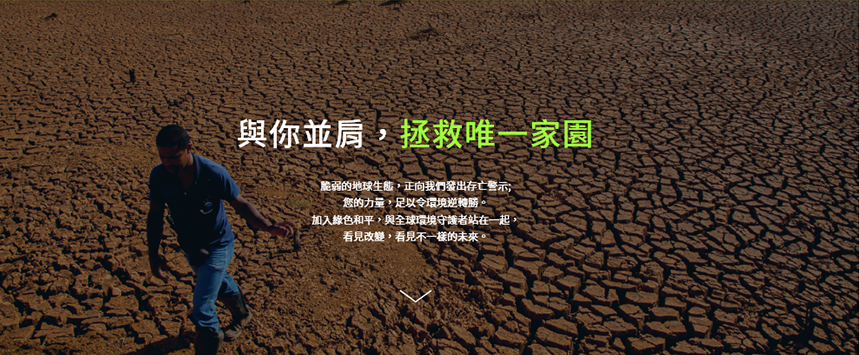 與你並肩，拯救唯一家園
脆弱的地球生態，正向我們發出存亡警示;
您的力量，足以令環境逆轉勝。
加入綠色和平，與全球環境守護者站在一起，
看見改變，看見不一樣的未來。